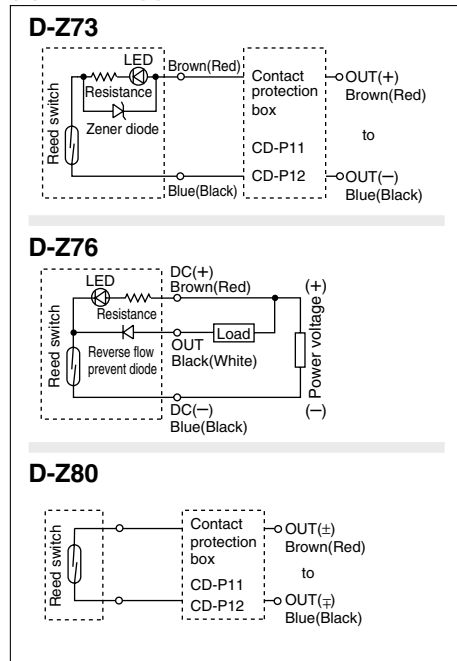 D-Z73
LED
Brown(Red)
Resistance
Zener diode
Reed switch
Blue(Black)
Contact
protection
box
CD-P11
CD-P12
OUT(+)
Brown(Red)
to
OUT(−)
Blue(Black)
D-Z76
LED
DC(+)
Brown(Red)
Resistance
Reverse flow
prevent diode
Reed switch
OUT
Black(White)
Load
DC(−)
Blue(Black)
(+)
Power voltage
(−)
D-Z80
Reed switch
Contact
protection
box
CD-P11
CD-P12
OUT(±)
Brown(Red)
to
OUT(∓)
Blue(Black)